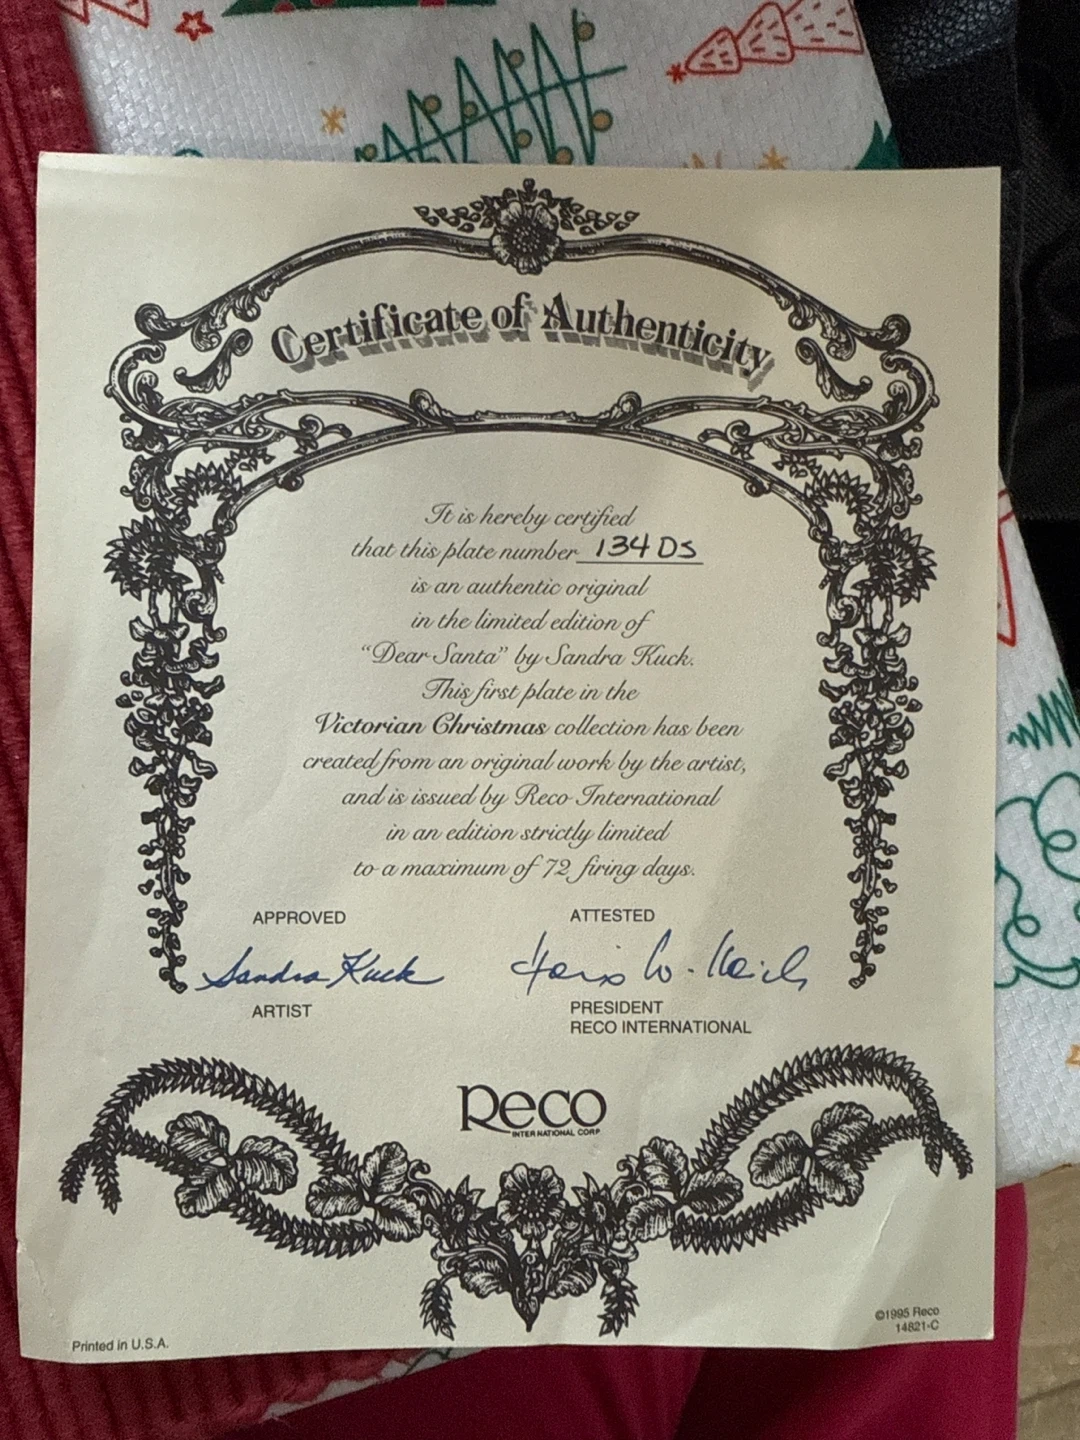 Certificate of Authenticity
It is hereby certified
that this plate number 134 DS
is an authentic original
in the limited edition of
“Dear Santa” by Sandra Kuck.
This first plate in the
Victorian Christmas collection has been
created from an original work by the artist,
and is issued by Reco International
in an edition strictly limited
to a maximum of 72 firing days.
APPROVED
Sandra Kuck
ARTIST
ATTESTED
PRESIDENT
RECO INTERNATIONAL
Reco
INTERNATIONAL CORP
Printed in U.S.A.
©1995 Reco
14821-C